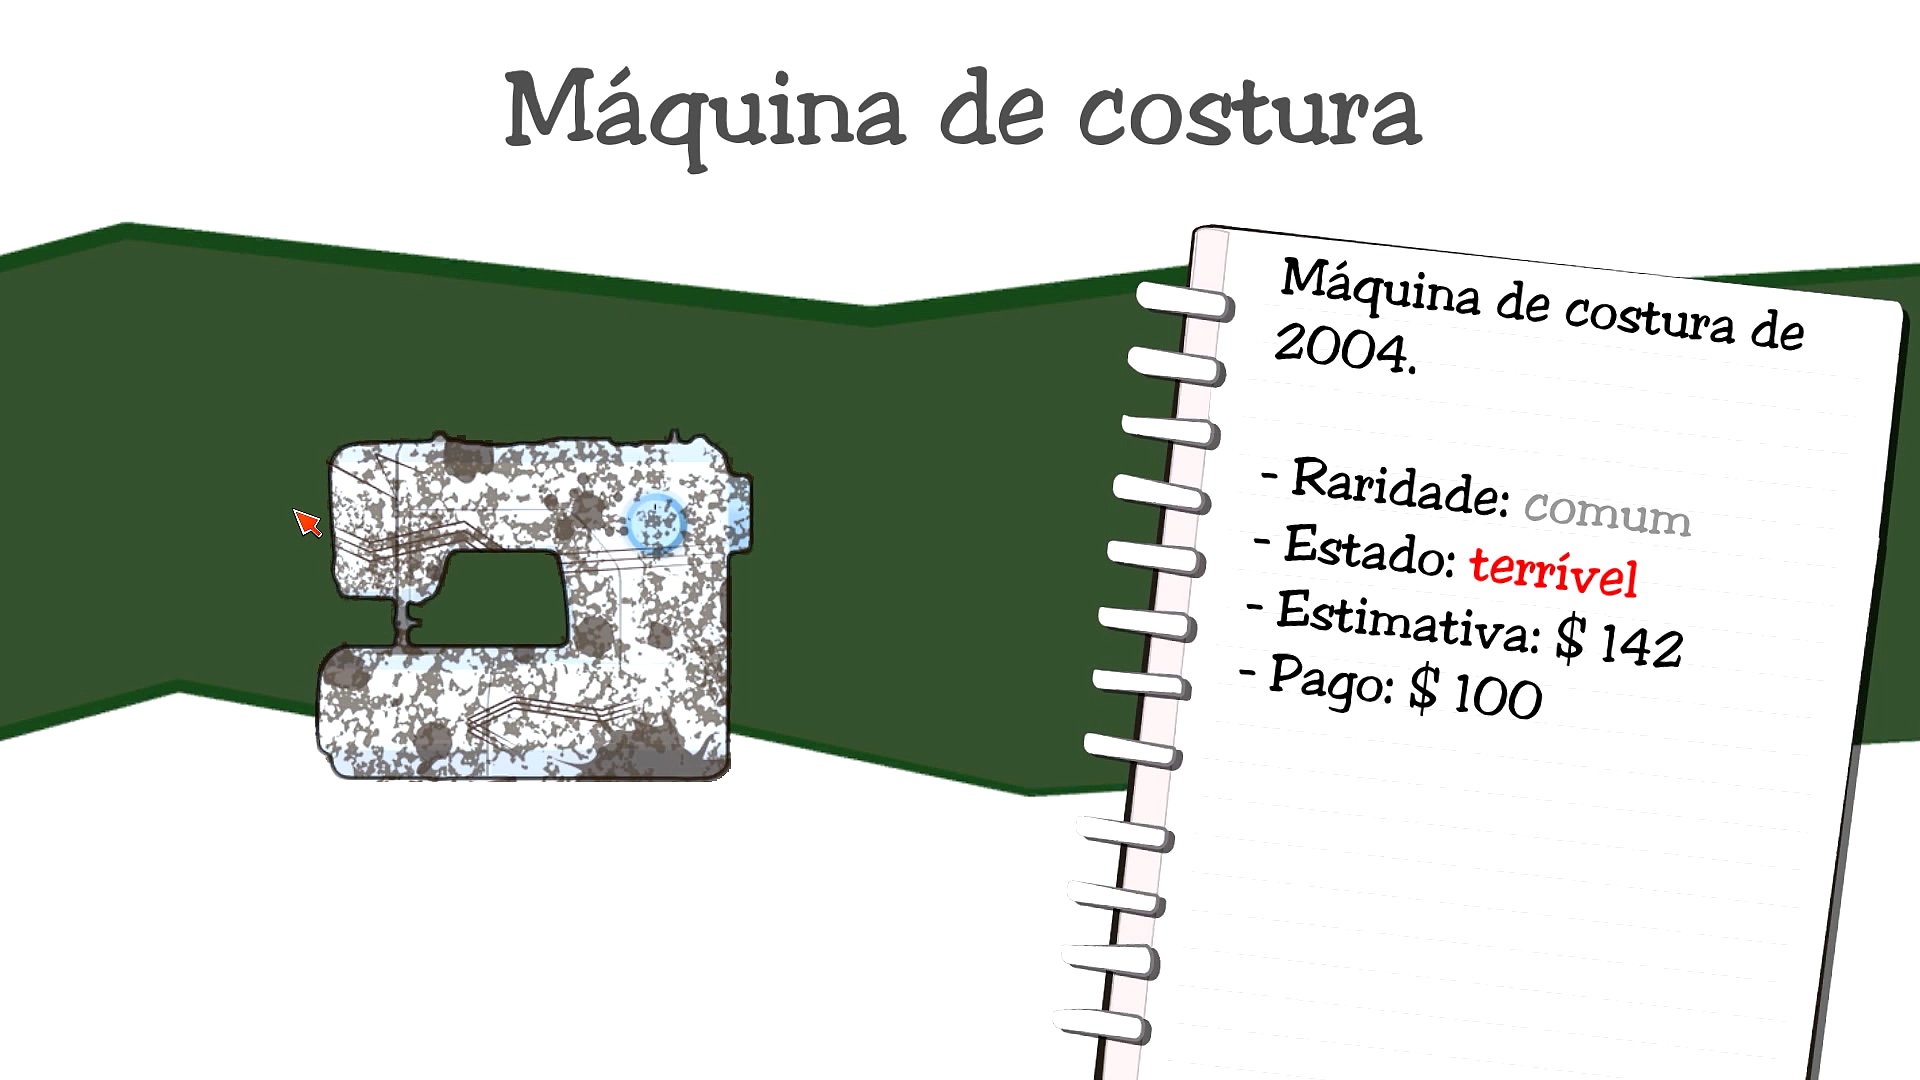 Máquina de costura
Máquina de costura de
2004.
- Raridade: comum
- Estado: terrível
- Estimativa: $ 142
- Pago: $ 100